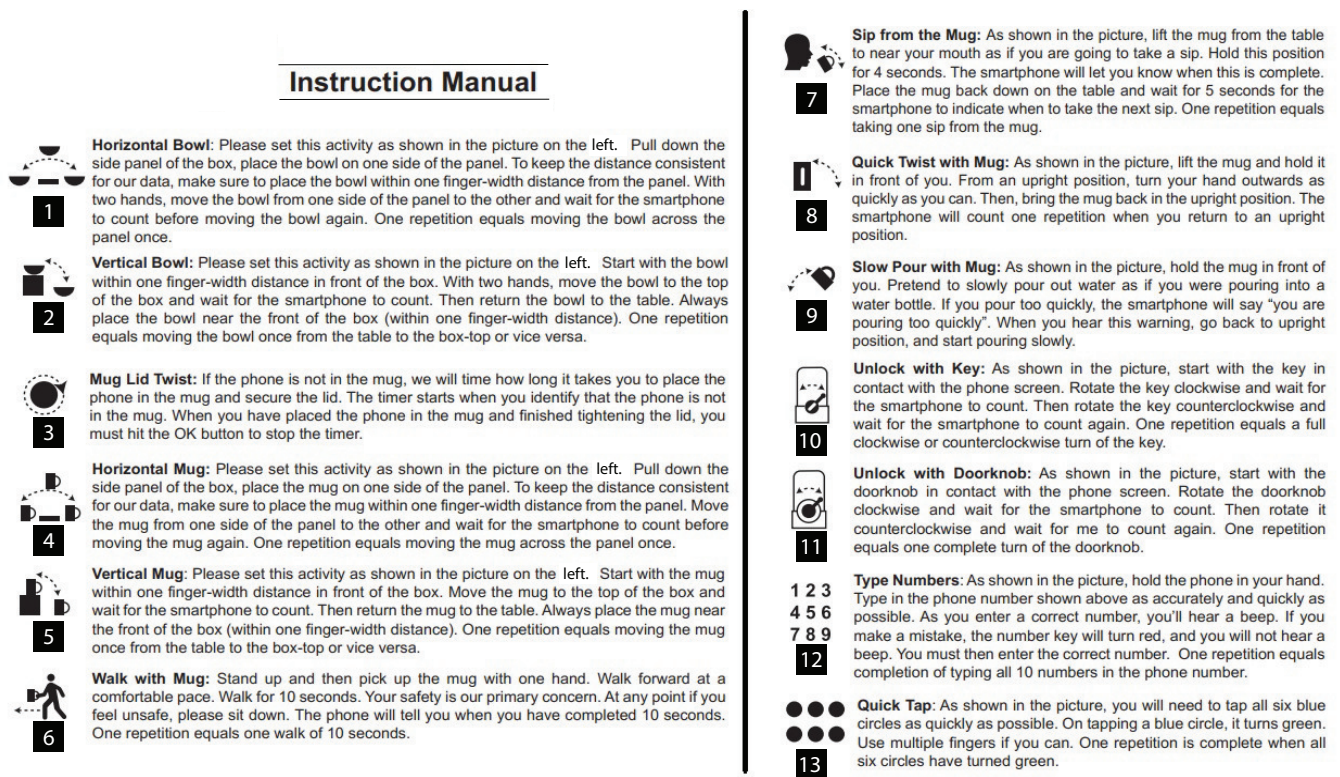 Instruction Manual
Horizontal Bowl: Please set this activity as shown in the picture on the left. Pull down the
side panel of the box, place the bowl on one side of the panel. To keep the distance consistent
for our data, make sure to place the bowl within one finger-width distance from the panel. With
two hands, move the bowl from one side of the panel to the other and wait for the smartphone
to count before moving the bowl again. One repetition equals moving the bowl across the
panel once.
1
Vertical Bowl: Please set this activity as shown in the picture on the left. Start with the bowl
within one finger-width distance in front of the box. With two hands, move the bowl to the top
of the box and wait for the smartphone to count. Then return the bowl to the table. Always
place the bowl near the front of the box (within one finger-width distance). One repetition
equals moving the bowl once from the table to the box-top or vice versa.
2
Mug Lid Twist: If the phone is not in the mug, we will time how long it takes you to place the
phone in the mug and secure the lid. The timer starts when you identify that the phone is not
in the mug. When you have placed the phone in the mug and finished tightening the lid, you
must hit the OK button to stop the timer.
3
Horizontal Mug: Please set this activity as shown in the picture on the left. Pull down the
side panel of the box, place the mug on one side of the panel. To keep the distance consistent
for our data, make sure to place the mug within one finger-width distance from the panel. Move
the mug from one side of the panel to the other and wait for the smartphone to count before
moving the mug again. One repetition equals moving the mug across the panel once.
4
Vertical Mug: Please set this activity as shown in the picture on the left. Start with the mug
within one finger-width distance in front of the box. Move the mug to the top of the box and
wait for the smartphone to count. Then return the mug to the table. Always place the mug near
the front of the box (within one finger-width distance). One repetition equals moving the mug
once from the table to the box-top or vice versa.
5
Walk with Mug: Stand up and then pick up the mug with one hand. Walk forward at a
comfortable pace. Walk for 10 seconds. Your safety is our primary concern. At any point if you
feel unsafe, please sit down. The phone will tell you when you have completed 10 seconds.
One repetition equals one walk of 10 seconds.
6
Sip from the Mug: As shown in the picture, lift the mug from the table
to near your mouth as if you are going to take a sip. Hold this position
for 4 seconds. The smartphone will let you know when this is complete.
Place the mug back down on the table and wait for 5 seconds for the
smartphone to indicate when to take the next sip. One repetition equals
taking one sip from the mug.
7
Quick Twist with Mug: As shown in the picture, lift the mug and hold it
in front of you. From an upright position, turn your hand outwards as
quickly as you can. Then, bring the mug back in the upright position. The
smartphone will count one repetition when you return to an upright
position.
8
Slow Pour with Mug: As shown in the picture, hold the mug in front of
you. Pretend to slowly pour out water as if you were pouring into a
water bottle. If you pour too quickly, the smartphone will say “you are
pouring too quickly”. When you hear this warning, go back to upright
position, and start pouring slowly.
9
Unlock with Key: As shown in the picture, start with the key in
contact with the phone screen. Rotate the key clockwise and wait for
the smartphone to count. Then rotate the key counterclockwise and
wait for the smartphone to count again. One repetition equals a full
clockwise or counterclockwise turn of the key.
10
Unlock with Doorknob: As shown in the picture, start with the
doorknob in contact with the phone screen. Rotate the doorknob
clockwise and wait for the smartphone to count. Then rotate it
counterclockwise and wait for me to count again. One repetition
equals one complete turn of the doorknob.
11
1 2 3
4 5 6
7 8 9
Type Numbers: As shown in the picture, hold the phone in your hand.
Type in the phone number shown above as accurately and quickly as
possible. As you enter a correct number, you’ll hear a beep. If you
make a mistake, the number key will turn red, and you will not hear a
beep. You must then enter the correct number. One repetition equals
completion of typing all 10 numbers in the phone number.
12
Quick Tap: As shown in the picture, you will need to tap all six blue
circles as quickly as possible. On tapping a blue circle, it turns green.
Use multiple fingers if you can. One repetition is complete when all
six circles have turned green.
13